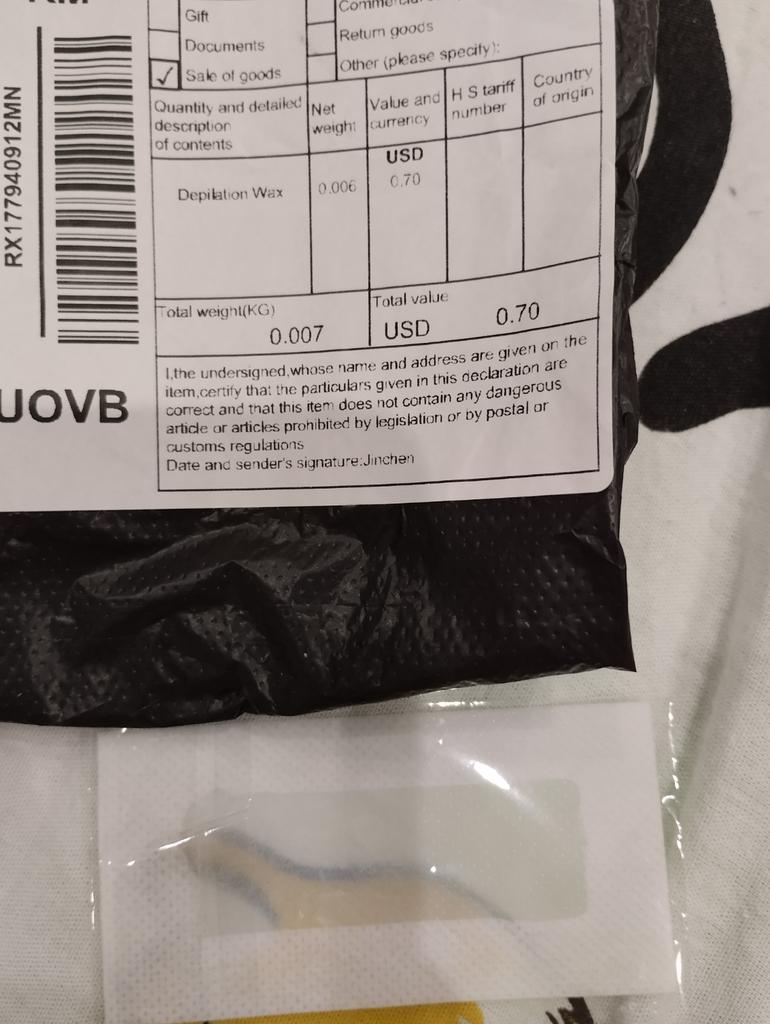 Gift
Documents
✓ Sale of goods
Return goods
Other (please specify):
Quantity and detailed description of contents
Net weight
Value and currency
H S tariff number
Country of origin
USD
Depilation Wax 0.006 0.70
Total weight(KG)
0.007
Total value
USD 0.70
I,the undersigned,whose name and address are given on the
item,certify that the particulars given in this declaration are
correct and that this item does not contain any dangerous
article or articles prohibited by legislation or by postal or
customs regulations
Date and sender's signature:Jinchen
RX177940912MN
UOVB